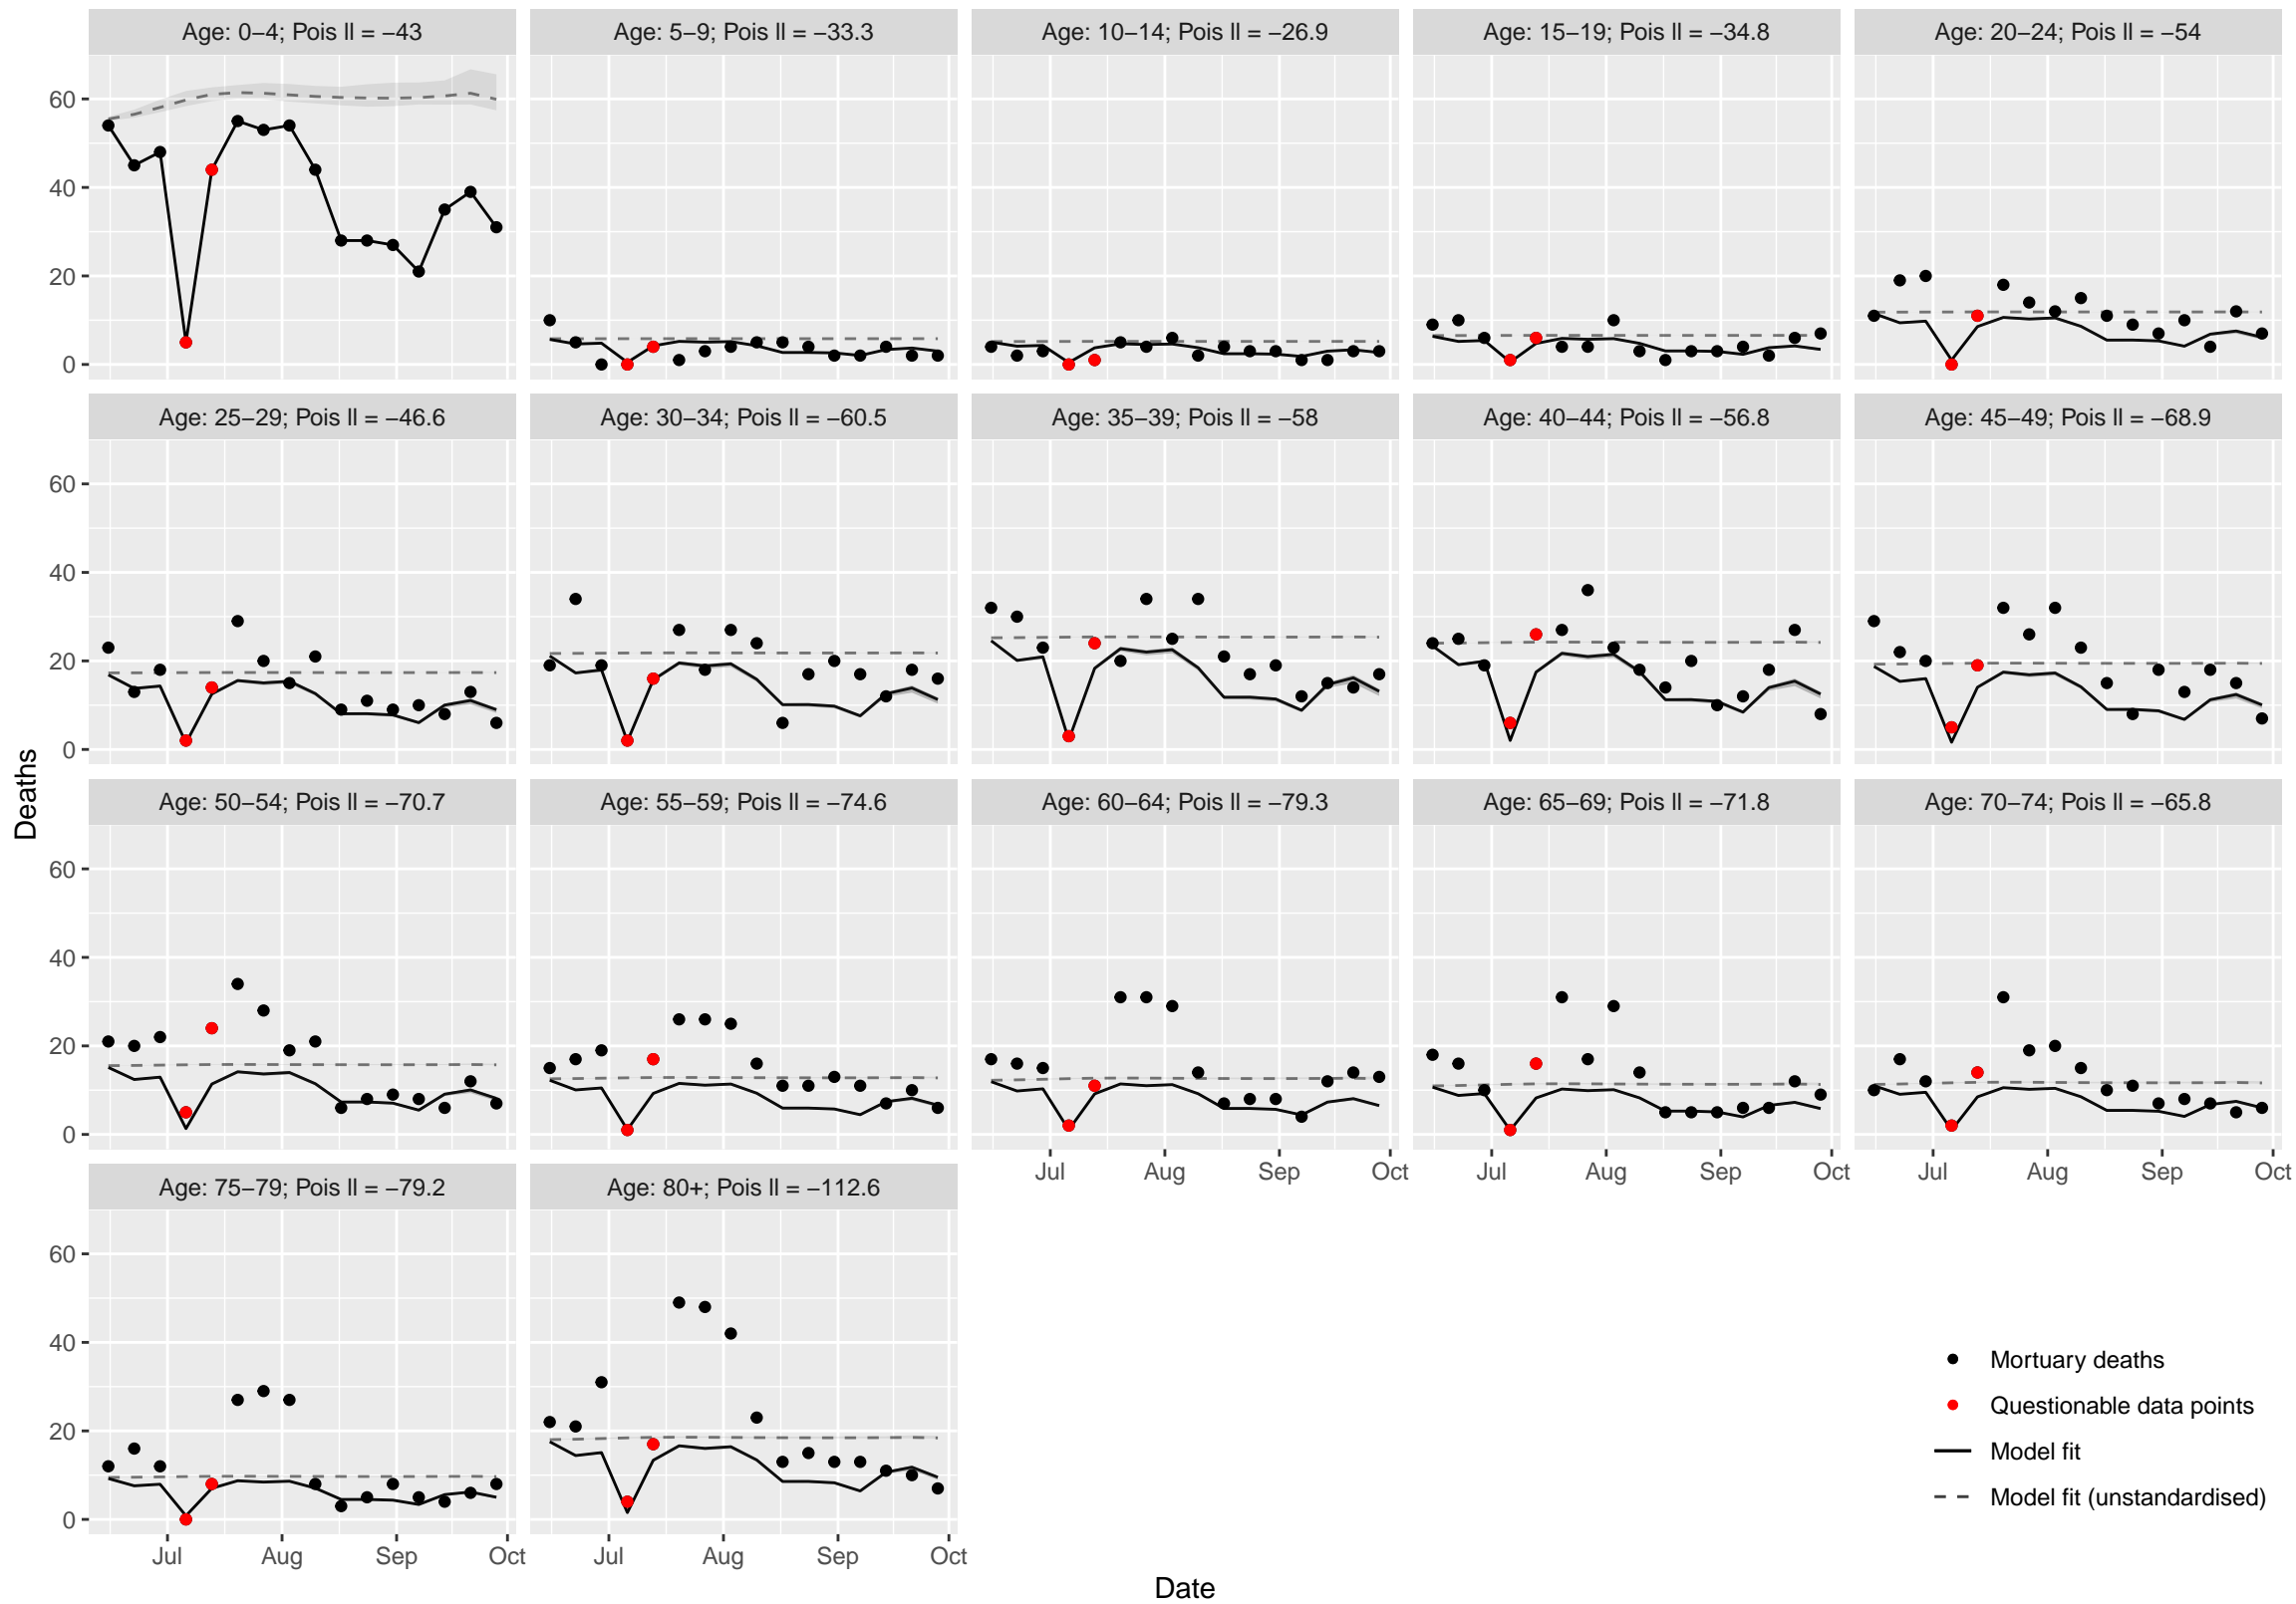 Age: 0−4; Pois ll = −43
Age: 5−9; Pois ll = −33.3
Age: 10−14; Pois ll = −26.9
Age: 15−19; Pois ll = −34.8
Age: 20−24; Pois ll = −54
60
40
20
0
Age: 25−29; Pois ll = −46.6
Age: 30−34; Pois ll = −60.5
Age: 35−39; Pois ll = −58
Age: 40−44; Pois ll = −56.8
Age: 45−49; Pois ll = −68.9
60
40
20
0
Deaths
Age: 50−54; Pois ll = −70.7
Age: 55−59; Pois ll = −74.6
Age: 60−64; Pois ll = −79.3
Age: 65−69; Pois ll = −71.8
Age: 70−74; Pois ll = −65.8
60
40
20
0
Jul Aug Sep Oct
Jul Aug Sep Oct
Jul Aug Sep Oct
Age: 75−79; Pois ll = −79.2
Age: 80+; Pois ll = −112.6
60
40
20
0
Jul Aug Sep Oct
Jul Aug Sep Oct
Mortuary deaths
Questionable data points
Model fit
Model fit (unstandardised)
Date